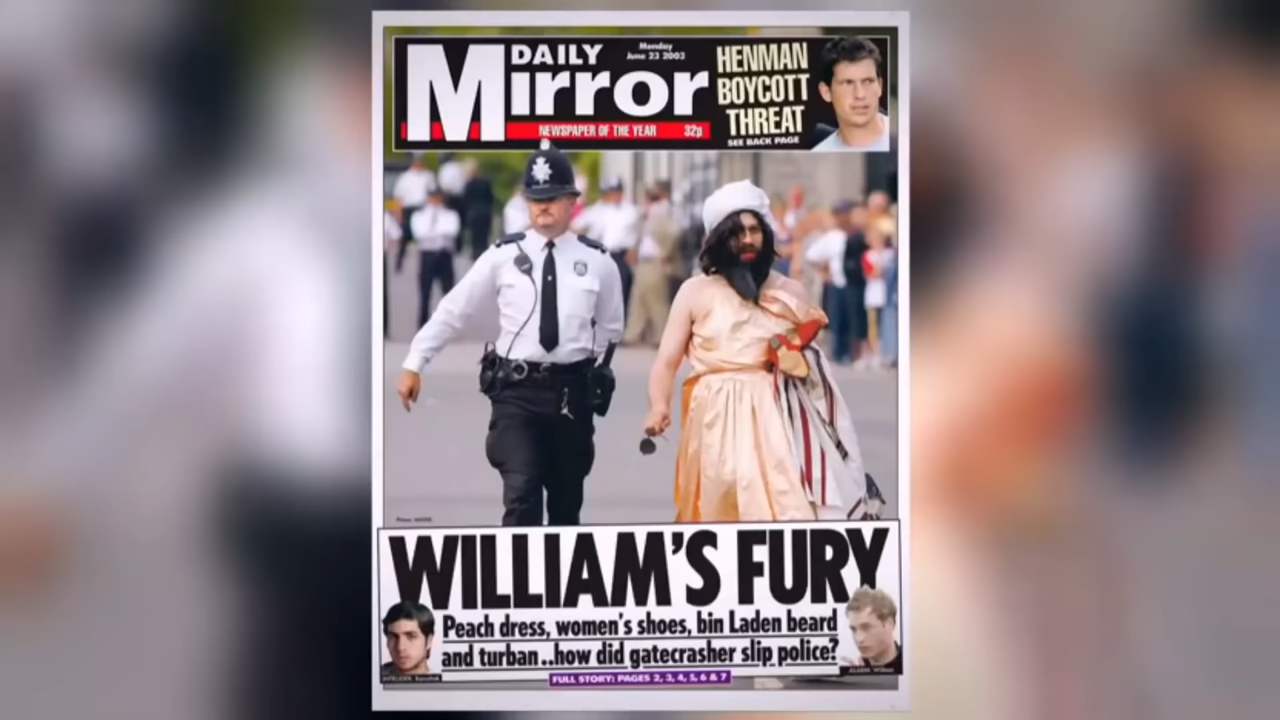 DAILY
Mirror
Monday
June 23 2003
NEWSPAPER OF THE YEAR 32p
HENMAN
BOYCOTT
THREAT
SEE BACK PAGE
WILLIAM'S FURY
Peach dress, women's shoes, bin Laden beard
and turban..how did gatecrasher slip police?
FULL STORY: PAGES 2, 3, 4, 5, 6 & 7